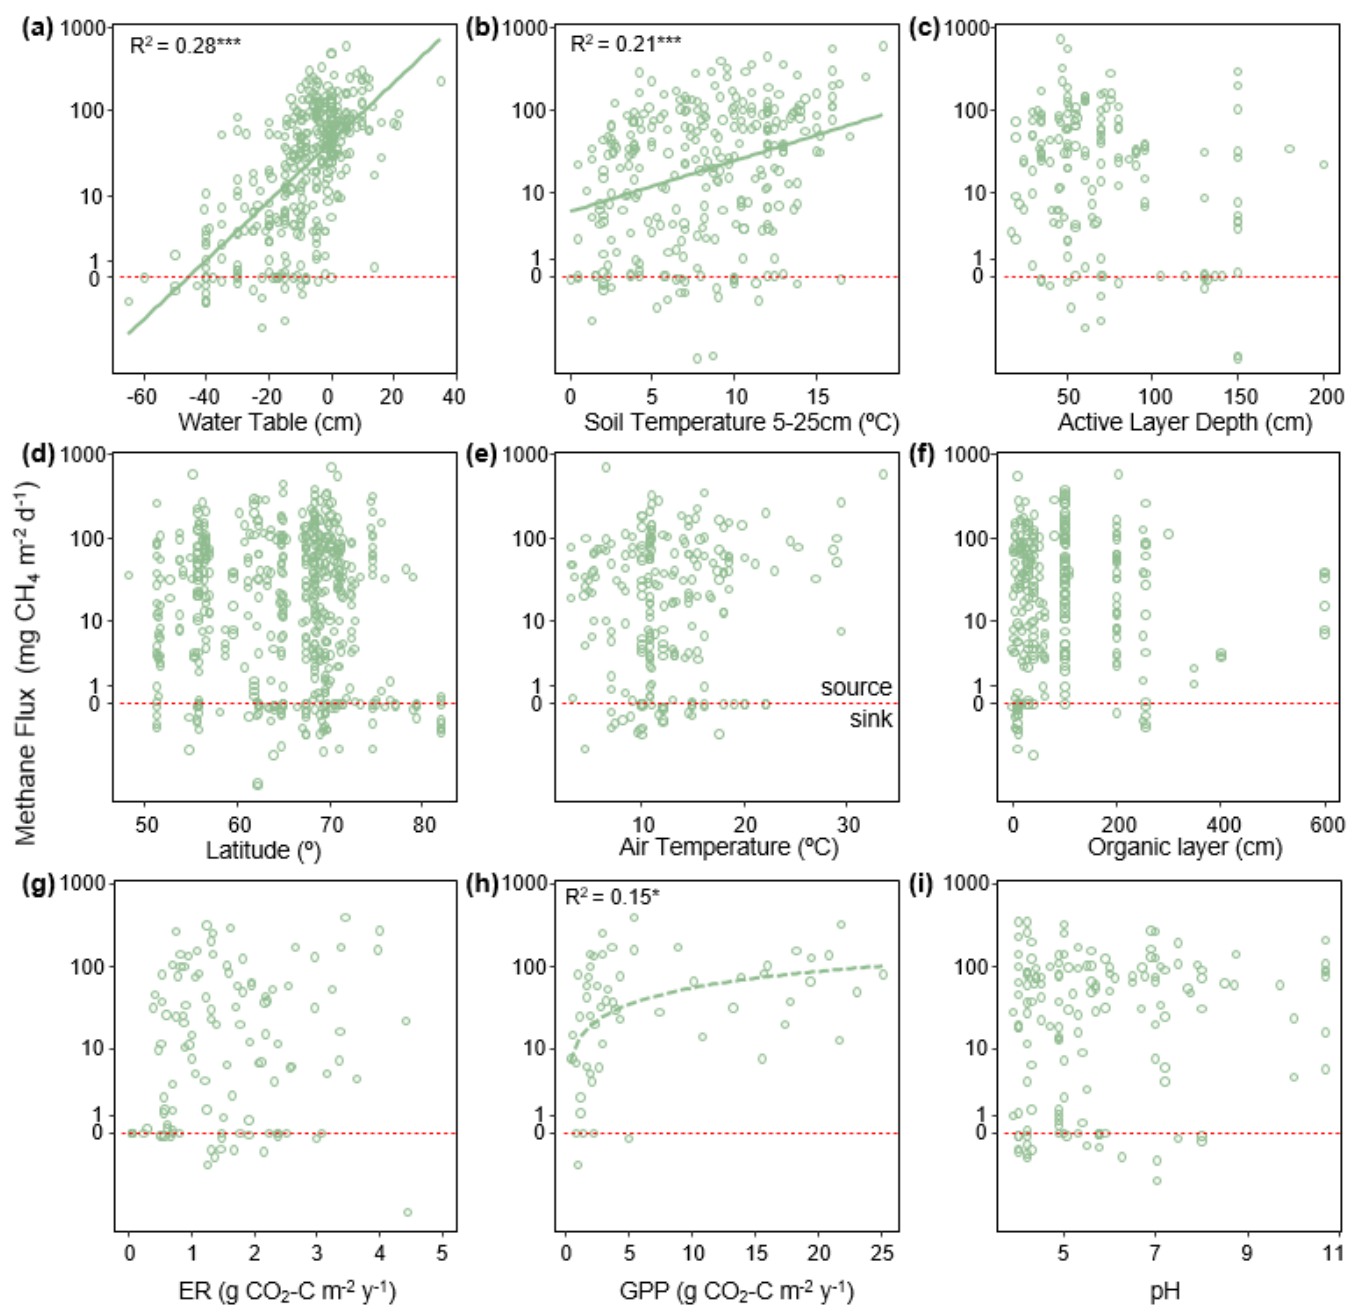 (a)
R² = 0.28***
1000
100
10
1
0
-60 -40 -20 0 20 40
Water Table (cm)
(b)
R² = 0.21***
1000
100
10
1
0
0 5 10 15
Soil Temperature 5-25cm (ºC)
(c)
1000
100
10
1
0
50 100 150 200
Active Layer Depth (cm)
Methane Flux (mg CH₄ m⁻² d⁻¹)
(d)
1000
100
10
1
0
50 60 70 80
Latitude (º)
(e)
1000
100
10
1
0
source
sink
10 20 30
Air Temperature (ºC)
(f)
1000
100
10
1
0
0 200 400 600
Organic layer (cm)
(g)
1000
100
10
1
0
0 1 2 3 4 5
ER (g CO₂-C m⁻² y⁻¹)
(h)
R² = 0.15*
1000
100
10
1
0
0 5 10 15 20 25
GPP (g CO₂-C m⁻² y⁻¹)
(i)
1000
100
10
1
0
5 7 9 11
pH